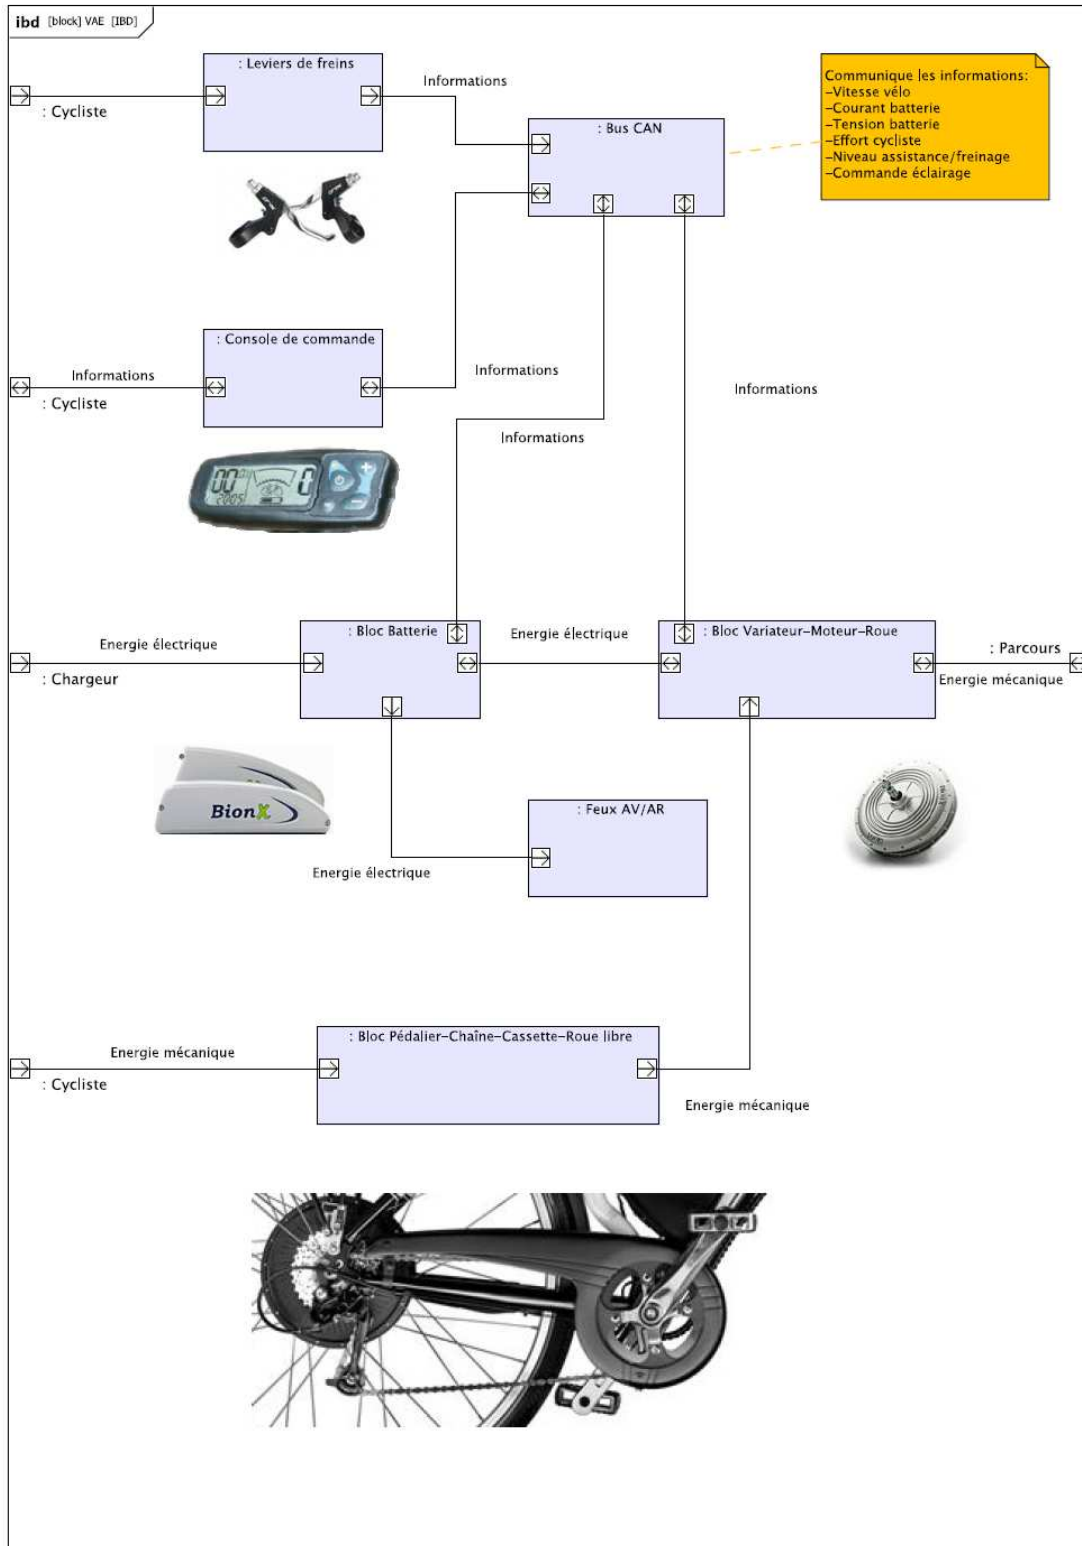 ibd [block] VAE [IBD]
: Leviers de freins
Informations
: Cycliste
: Bus CAN
Communique les informations:
-Vitesse vélo
-Courant batterie
-Tension batterie
-Effort cycliste
-Niveau assistance/freinage
-Commande éclairage
: Console de commande
Informations
: Cycliste
Informations
Informations
Informations
00
0
2005
+
: Bloc Batterie
Energie électrique
: Chargeur
Energie électrique
: Bloc Variateur-Moteur-Roue
: Parcours
Energie mécanique
BionX
: Feux AV/AR
Energie électrique
: Bloc Pédalier-Chaîne-Cassette-Roue libre
Energie mécanique
: Cycliste
Energie mécanique